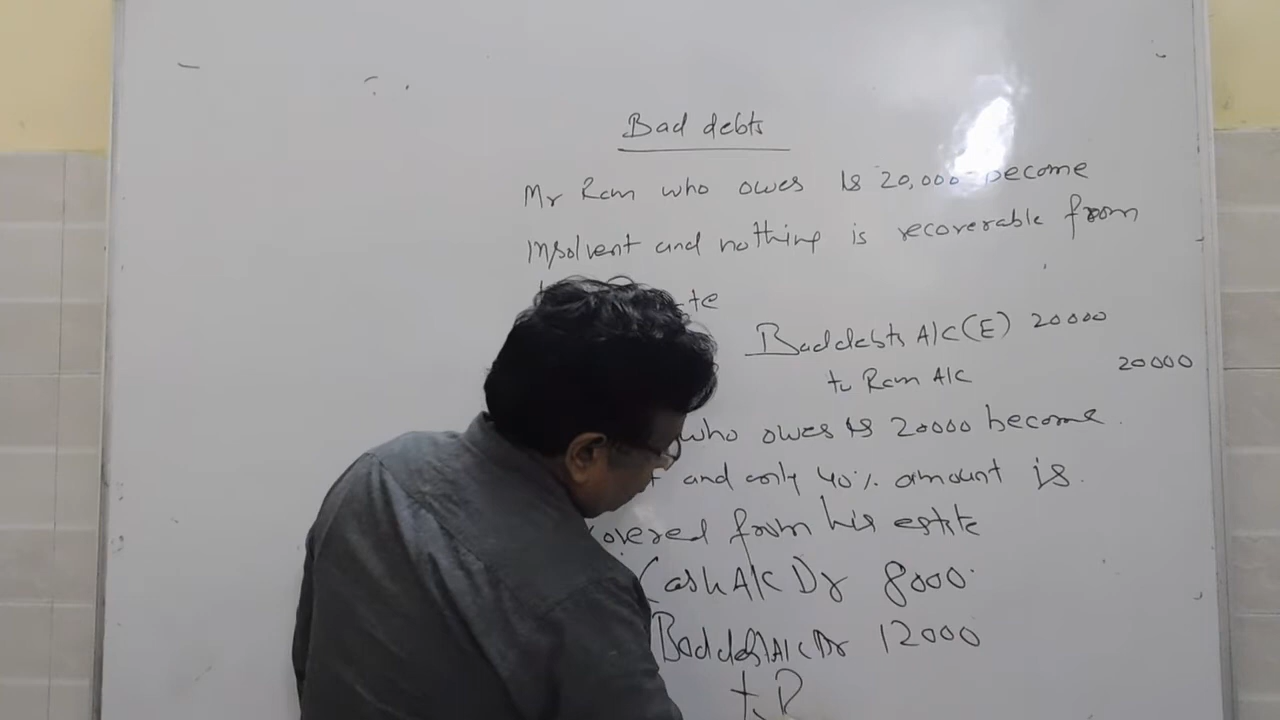 Bad debts
Mr Ram who owes Rs 20,000 become
insolvent and nothing is recoverable from
Bad debts A/C (E) 20000
to Ram A/C 20000
who owes Rs 20000 become
and only 40% amount is
overed from his estate
Cash A/C Dr 8000
Bad debts A/C Dr 12000
to R